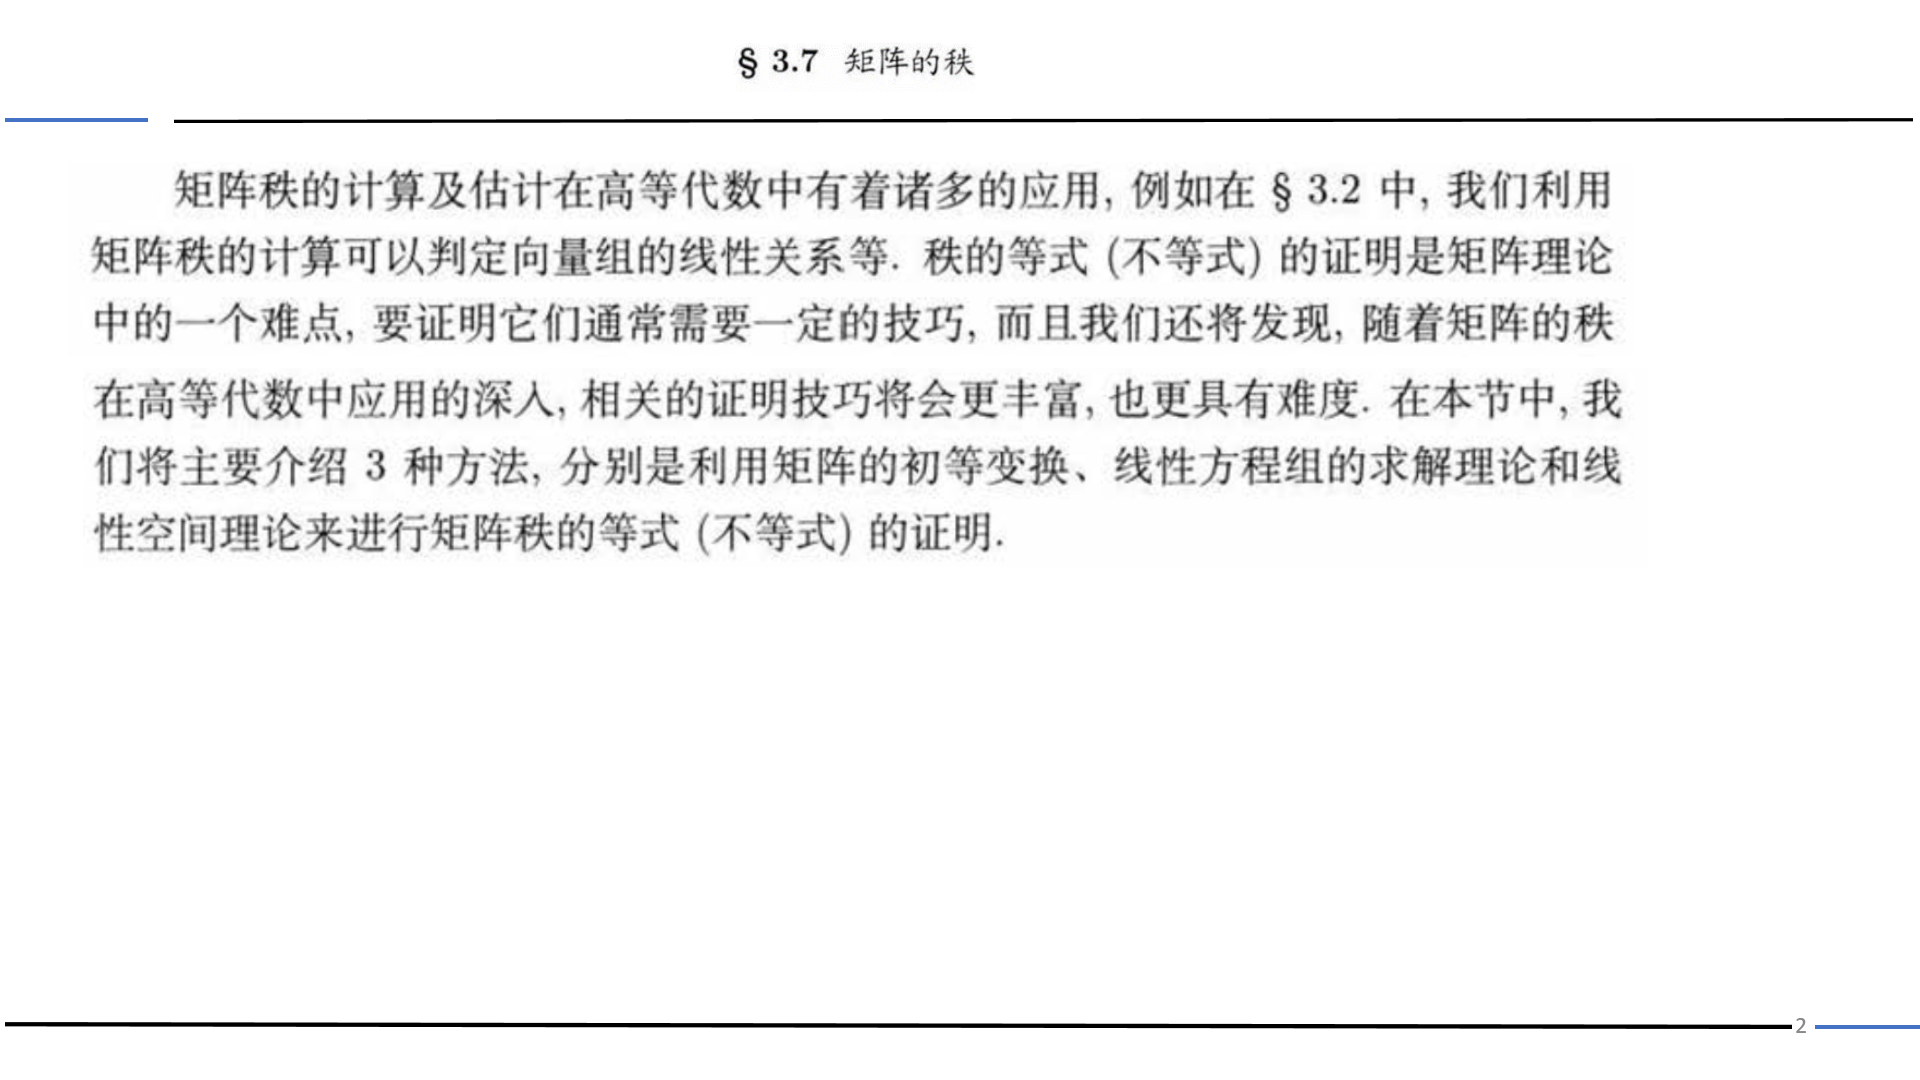 § 3.7 矩阵的秩
矩阵秩的计算及估计在高等代数中有着诸多的应用, 例如在 § 3.2 中, 我们利用
矩阵秩的计算可以判定向量组的线性关系等. 秩的等式 (不等式) 的证明是矩阵理论
中的一个难点, 要证明它们通常需要一定的技巧, 而且我们还将发现, 随着矩阵的秩
在高等代数中应用的深入, 相关的证明技巧将会更丰富, 也更具有难度. 在本节中, 我
们将主要介绍 3 种方法, 分别是利用矩阵的初等变换、线性方程组的求解理论和线
性空间理论来进行矩阵秩的等式 (不等式) 的证明.
2